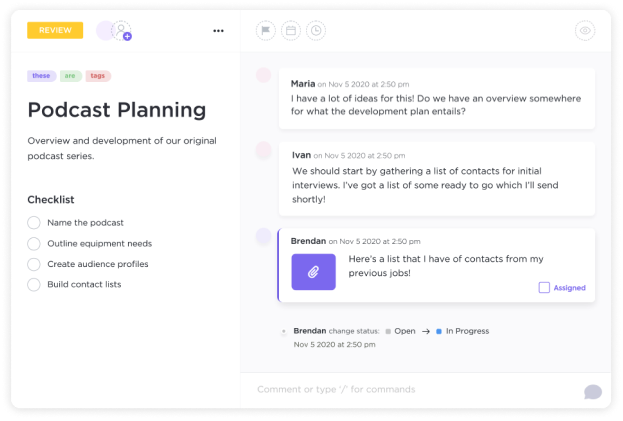 REVIEW
these are tags
Podcast Planning
Overview and development of our original
podcast series.
Checklist
Name the podcast
Outline equipment needs
Create audience profiles
Build contact lists
Maria on Nov 5 2020 at 2:50 pm
I have a lot of ideas for this! Do we have an overview somewhere
for what the development plan entails?
Ivan on Nov 5 2020 at 2:50 pm
We should start by gathering a list of contacts for initial
interviews. I've got a list of some ready to go which I'll send
shortly!
Brendan on Nov 5 2020 at 2:50 pm
Here's a list that I have of contacts from my
previous jobs!
Assigned
Brendan change status: Open → In Progress
Nov 5 2020 at 2:50 pm
Comment or type '/' for commands